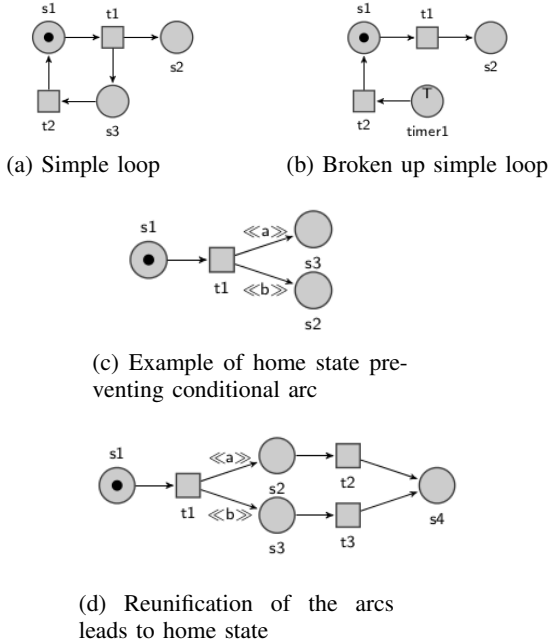 s1 t1 s1 t1
s2 s2
T
t2 s3 t2 timer1
(a) Simple loop (b) Broken up simple loop
s1 ≪a≫
s3
t1 ≪b≫
s2
(c) Example of home state pre-
venting conditional arc
s1 ≪a≫
s2 t2
t1 ≪b≫ s4
s3 t3
(d) Reunification of the arcs
leads to home state